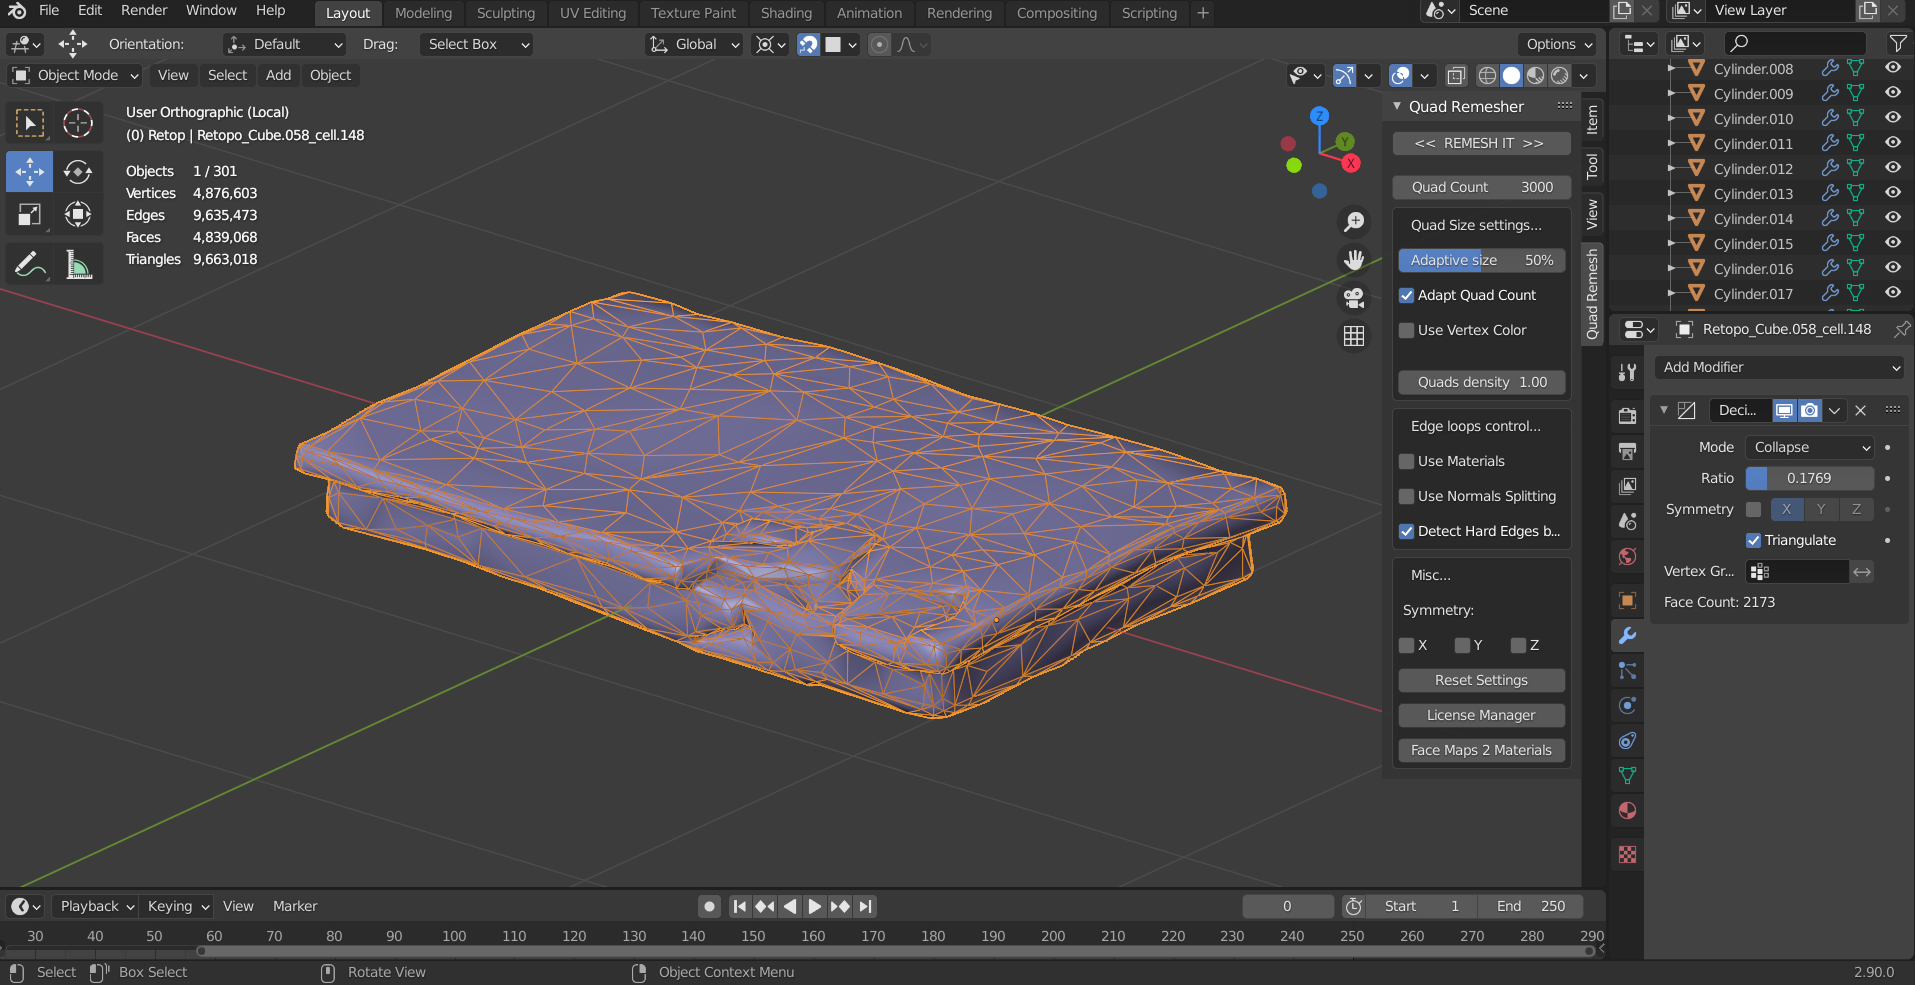 File Edit Render Window Help Layout Modeling Sculpting UV Editing Texture Paint Shading Animation Rendering Compositing Scripting + Scene View Layer
Orientation: Default Drag: Select Box Global Options
Object Mode View Select Add Object
User Orthographic (Local)
(0) Retop | Retopo_Cube.058_cell.148
Objects 1 / 301
Vertices 4,876,603
Edges 9,635,473
Faces 4,839,068
Triangles 9,663,018
Z
Y
X
Quad Remesher
<< REMESH IT >>
Quad Count 3000
Quad Size settings...
Adaptive size 50%
Adapt Quad Count
Use Vertex Color
Quads density 1.00
Edge loops control...
Use Materials
Use Normals Splitting
Detect Hard Edges b...
Misc...
Symmetry:
X Y Z
Reset Settings
License Manager
Face Maps 2 Materials
Item
Tool
View
Quad Remesh
Cylinder.008
Cylinder.009
Cylinder.010
Cylinder.011
Cylinder.012
Cylinder.013
Cylinder.014
Cylinder.015
Cylinder.016
Cylinder.017
Retopo_Cube.058_cell.148
Add Modifier
Deci...
Mode Collapse
Ratio 0.1769
Symmetry X Y Z
Triangulate
Vertex Gr...
Face Count: 2173
Playback Keying View Marker 0 Start 1 End 250
30 40 50 60 70 80 90 100 110 120 130 140 150 160 170 180 190 200 210 220 230 240 250 260 270 280 290
Select Box Select Rotate View Object Context Menu 2.90.0